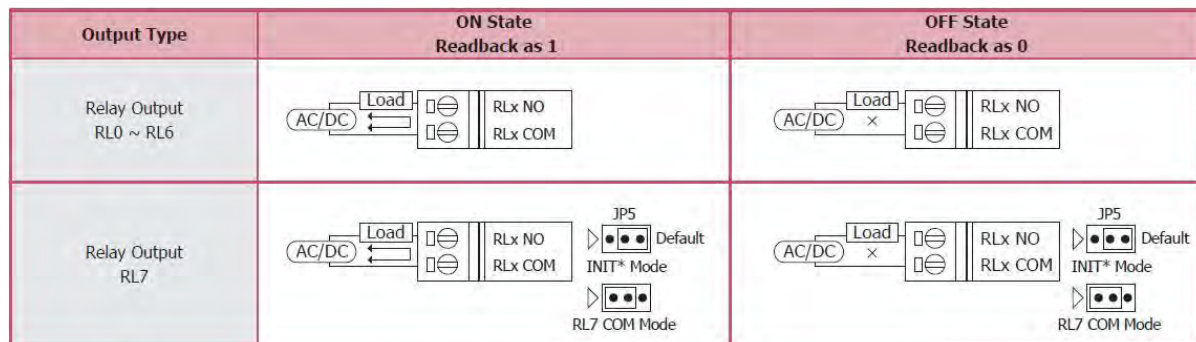 Output Type
ON State
Readback as 1
OFF State
Readback as 0
Relay Output
RL0 ~ RL6
Load
AC/DC
RLx NO
RLx COM
Load
AC/DC
×
RLx NO
RLx COM
Relay Output
RL7
Load
AC/DC
RLx NO
RLx COM
JP5
Default
INIT* Mode
RL7 COM Mode
Load
AC/DC
×
RLx NO
RLx COM
JP5
Default
INIT* Mode
RL7 COM Mode